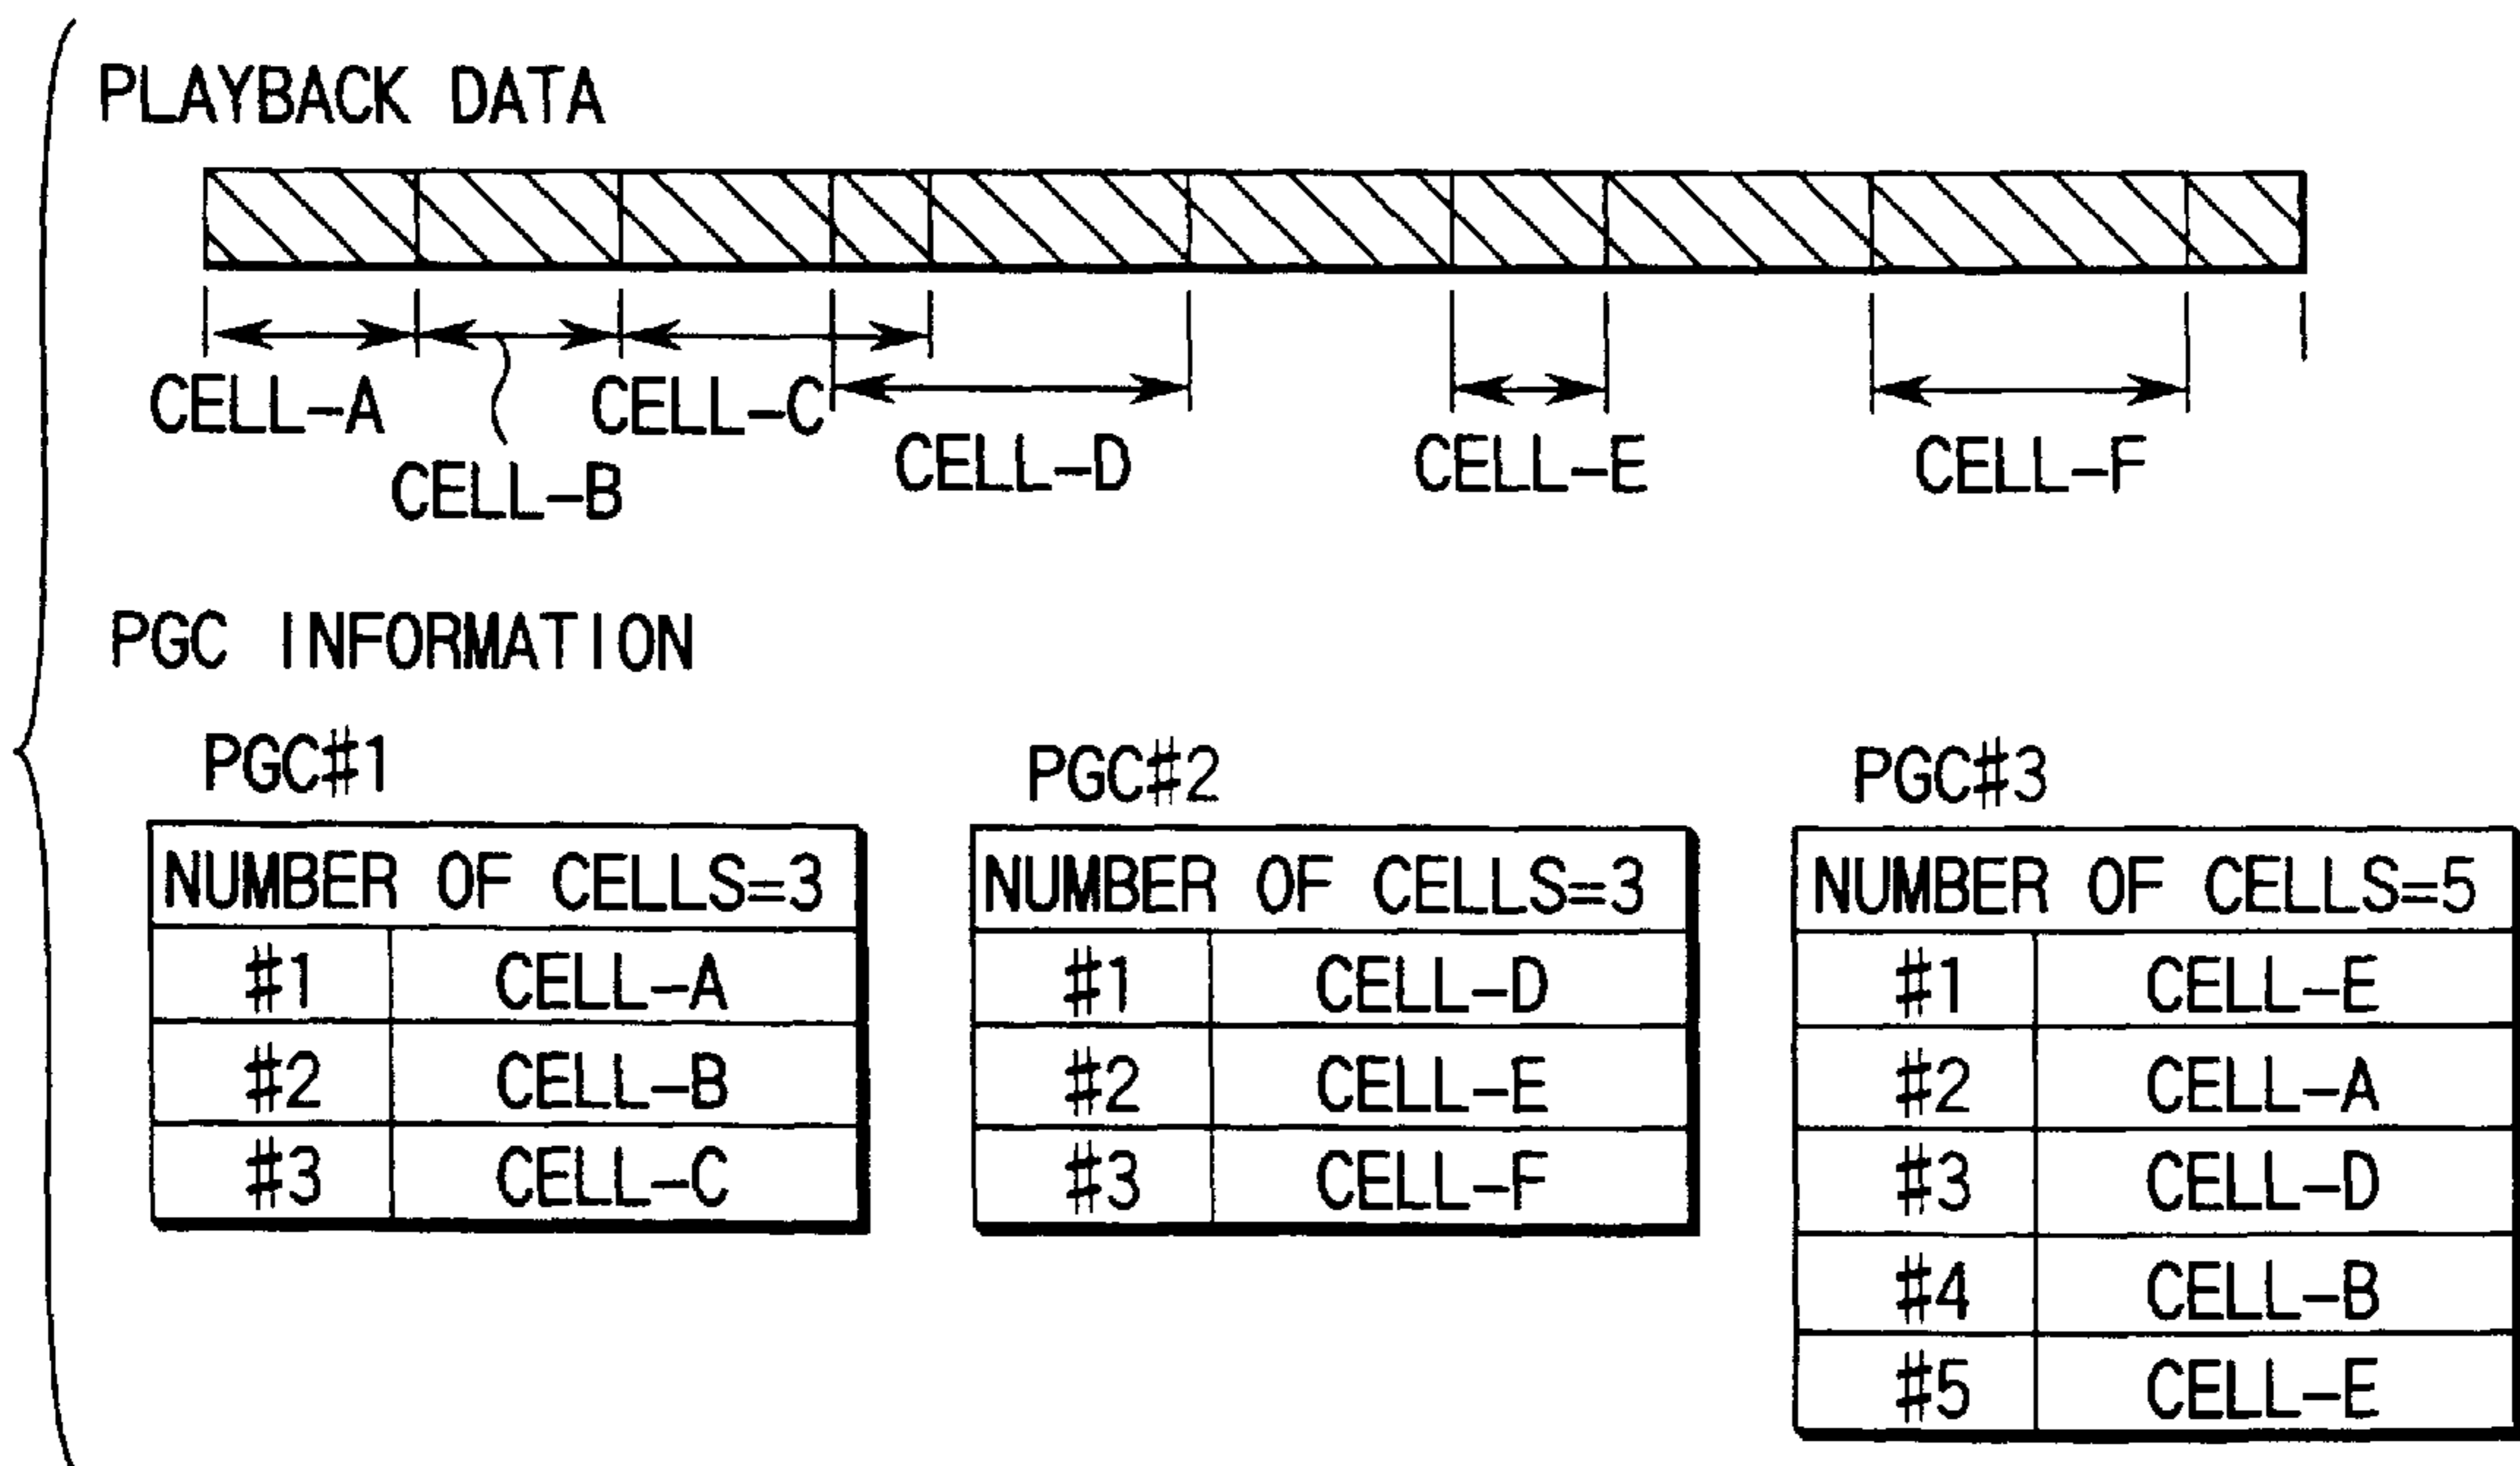 PLAYBACK DATA
CELL-A
CELL-B
CELL-C
CELL-D
CELL-E
CELL-F
PGC INFORMATION
PGC#1
NUMBER OF CELLS=3
#1 CELL-A
#2 CELL-B
#3 CELL-C
PGC#2
NUMBER OF CELLS=3
#1 CELL-D
#2 CELL-E
#3 CELL-F
PGC#3
NUMBER OF CELLS=5
#1 CELL-E
#2 CELL-A
#3 CELL-D
#4 CELL-B
#5 CELL-E